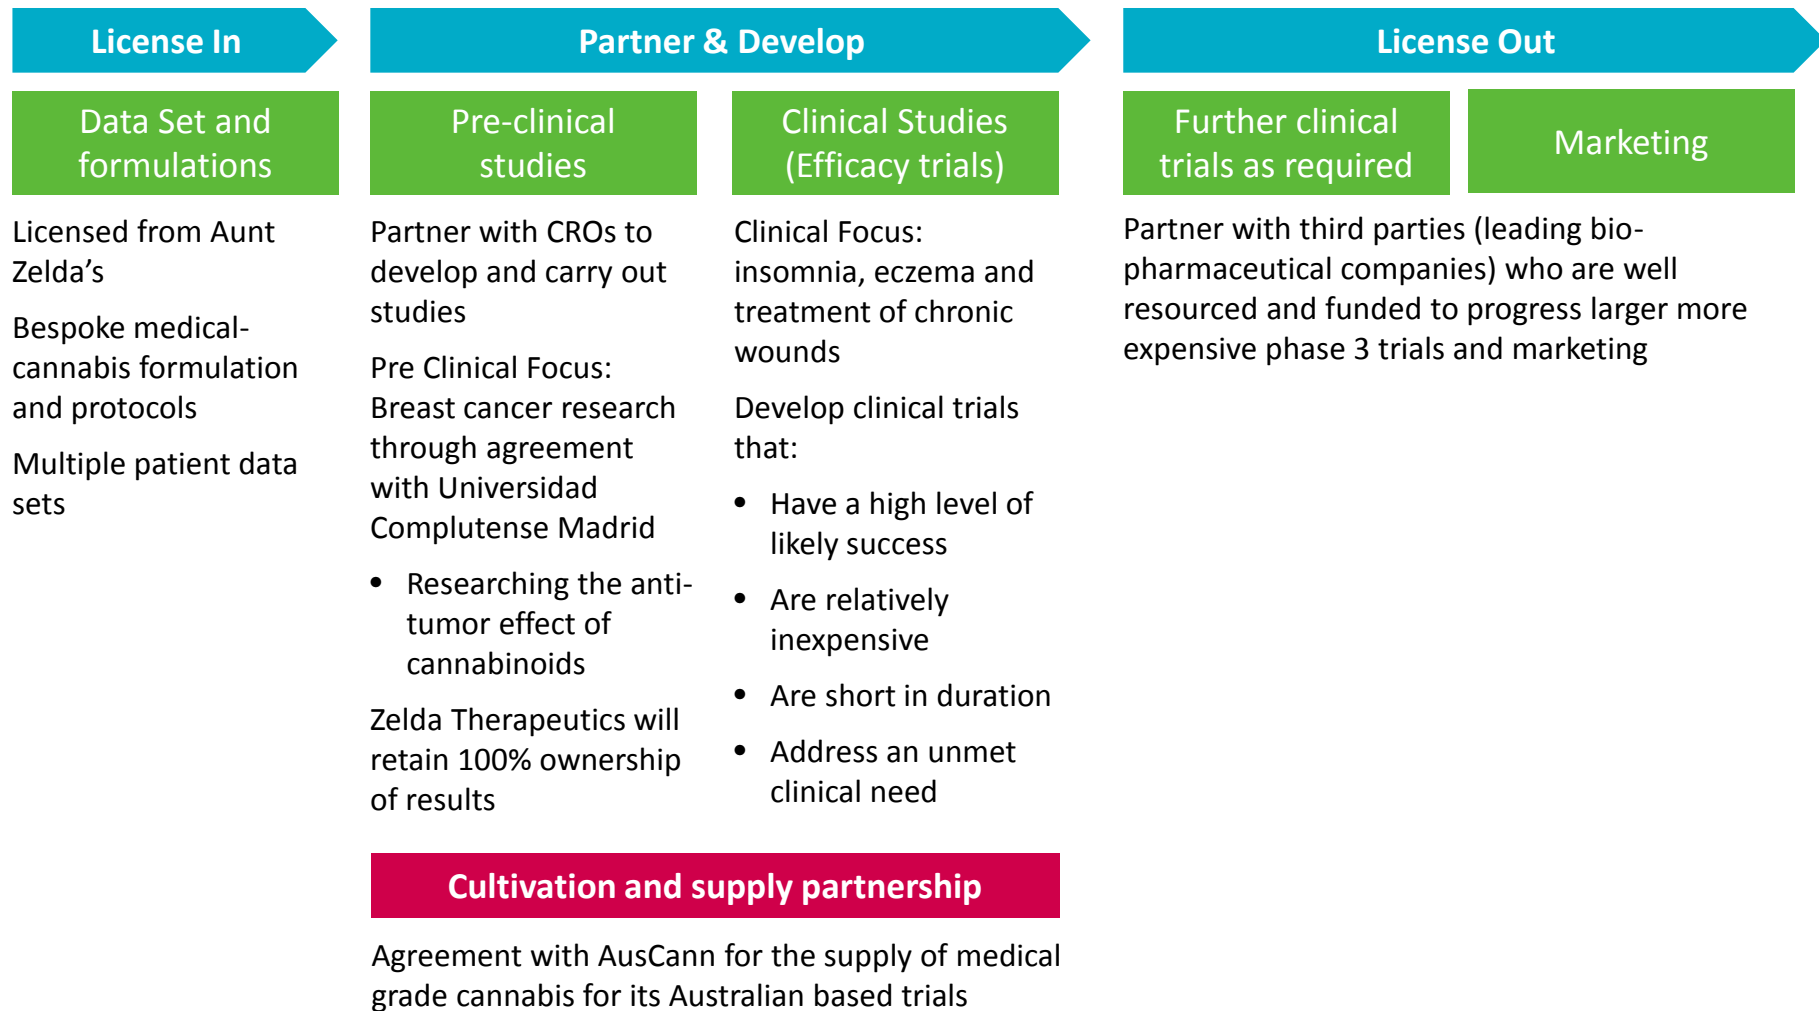 License In
Partner & Develop
License Out
Data Set and
formulations
Pre-clinical
studies
Clinical Studies
(Efficacy trials)
Further clinical
trials as required
Marketing
Licensed from Aunt
Zelda’s
Bespoke medical-
cannabis formulation
and protocols
Multiple patient data
sets
Partner with CROs to
develop and carry out
studies
Pre Clinical Focus:
Breast cancer research
through agreement
with Universidad
Complutense Madrid
• Researching the anti-
tumor effect of
cannabinoids
Zelda Therapeutics will
retain 100% ownership
of results
Clinical Focus:
insomnia, eczema and
treatment of chronic
wounds
Develop clinical trials
that:
• Have a high level of
likely success
• Are relatively
inexpensive
• Are short in duration
• Address an unmet
clinical need
Partner with third parties (leading bio-
pharmaceutical companies) who are well
resourced and funded to progress larger more
expensive phase 3 trials and marketing
Cultivation and supply partnership
Agreement with AusCann for the supply of medical
grade cannabis for its Australian based trials